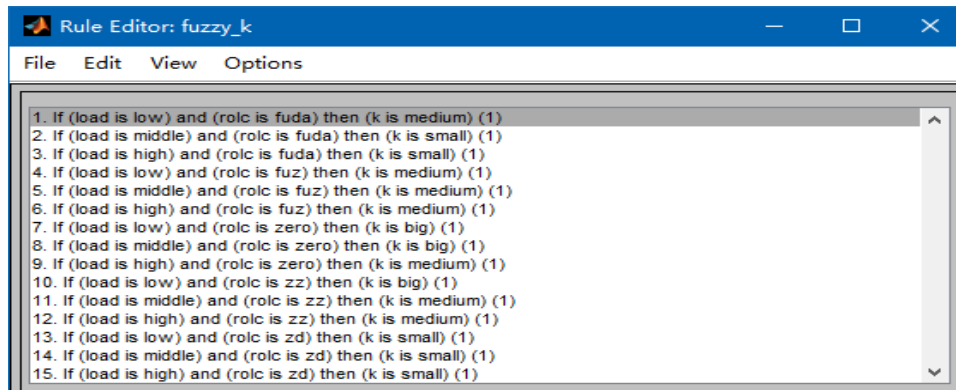 Rule Editor: fuzzy_k
File Edit View Options
1. If (load is low) and (rolc is fuda) then (k is medium) (1)
2. If (load is middle) and (rolc is fuda) then (k is small) (1)
3. If (load is high) and (rolc is fuda) then (k is small) (1)
4. If (load is low) and (rolc is fuz) then (k is medium) (1)
5. If (load is middle) and (rolc is fuz) then (k is medium) (1)
6. If (load is high) and (rolc is fuz) then (k is medium) (1)
7. If (load is low) and (rolc is zero) then (k is big) (1)
8. If (load is middle) and (rolc is zero) then (k is big) (1)
9. If (load is high) and (rolc is zero) then (k is medium) (1)
10. If (load is low) and (rolc is zz) then (k is big) (1)
11. If (load is middle) and (rolc is zz) then (k is medium) (1)
12. If (load is high) and (rolc is zz) then (k is medium) (1)
13. If (load is low) and (rolc is zd) then (k is small) (1)
14. If (load is middle) and (rolc is zd) then (k is small) (1)
15. If (load is high) and (rolc is zd) then (k is small) (1)